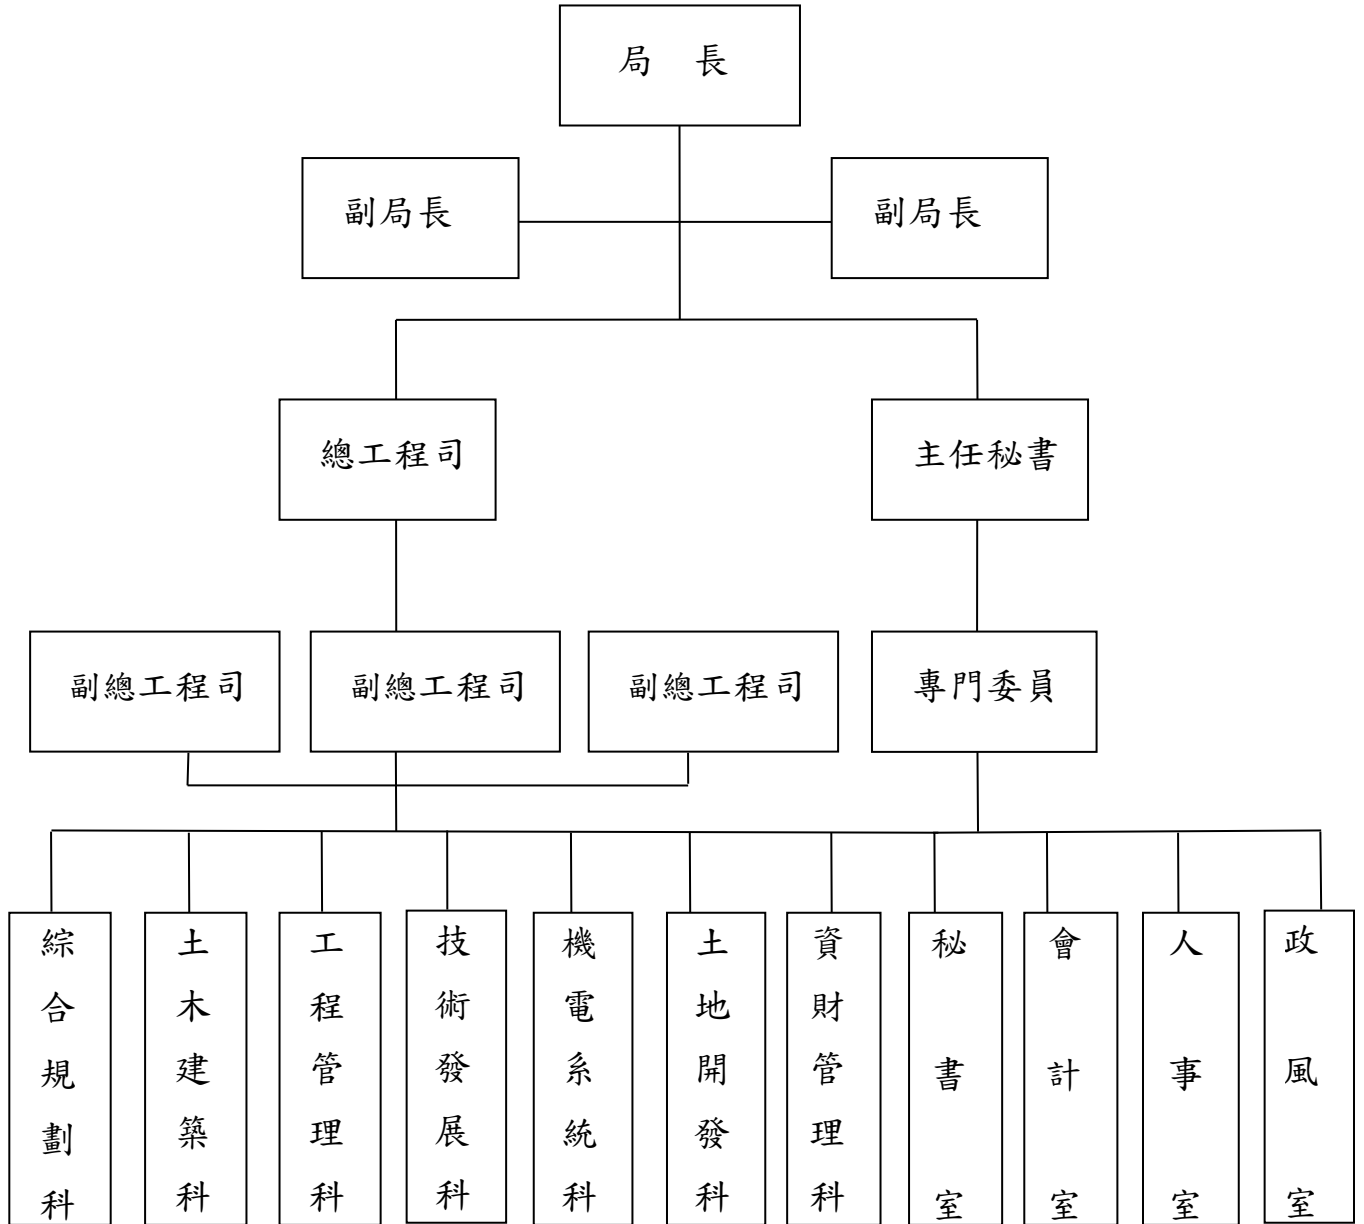 局 長
副局長
副局長
總工程司
主任秘書
副總工程司
副總工程司
副總工程司
專門委員
綜合規劃科
土木建築科
工程管理科
技術發展科
機電系統科
土地開發科
資財管理科
秘書室
會計室
人事室
政風室